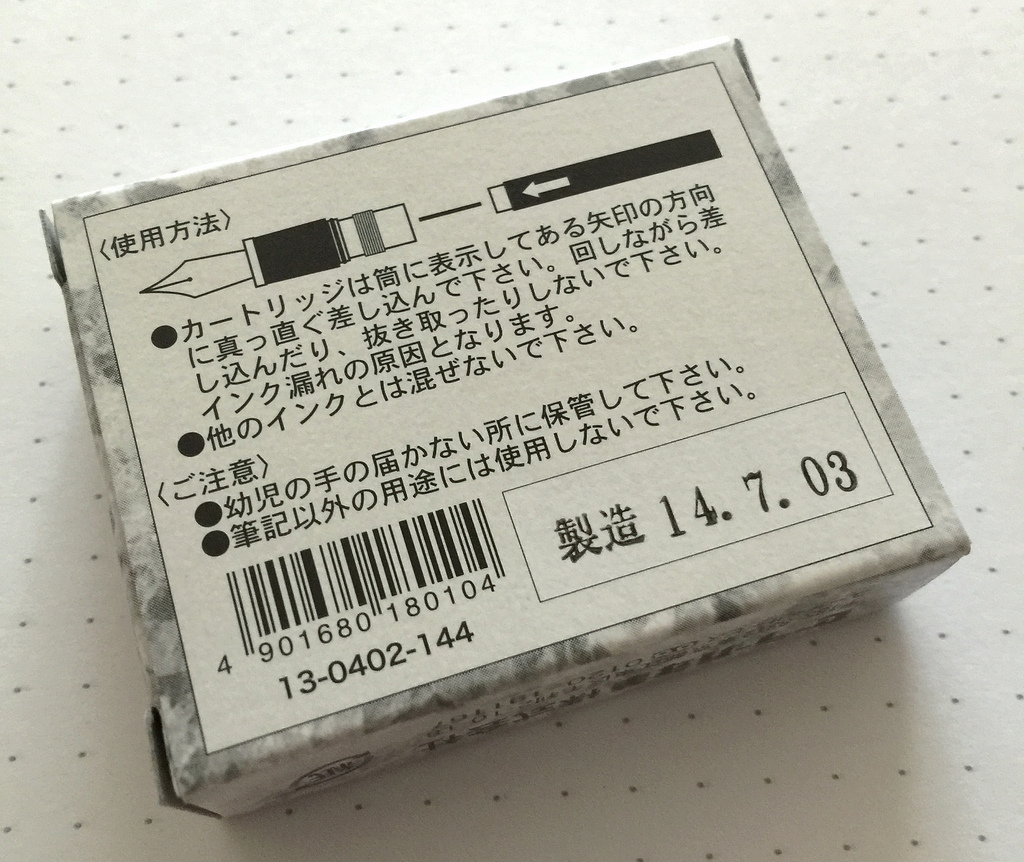 〈使用方法〉
●カートリッジは筒に表示してある矢印の方向
に真っ直ぐ差し込んで下さい。回しながら差
し込んだり、抜き取ったりしないで下さい。
インク漏れの原因となります。
●他のインクとは混ぜないで下さい。
〈ご注意〉
●幼児の手の届かない所に保管して下さい。
●筆記以外の用途には使用しないで下さい。
製造 14.7.03
4 901680 180104
13-0402-144